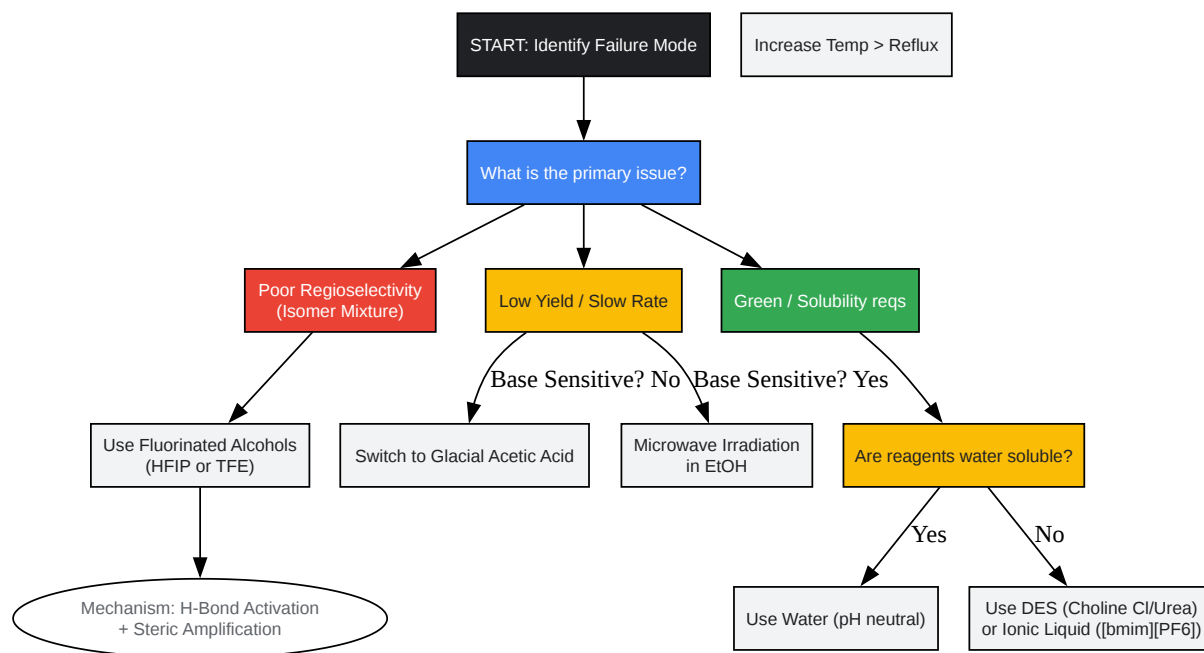 START: Identify Failure Mode
Increase Temp > Reflux
What is the primary issue?
Poor Regioselectivity
(Isomer Mixture)
Low Yield / Slow Rate
Green / Solubility reqs
Base Sensitive? No
Base Sensitive? Yes
Use Fluorinated Alcohols
(HFIP or TFE)
Switch to Glacial Acetic Acid
Microwave Irradiation
in EtOH
Are reagents water soluble?
Yes
No
Mechanism: H-Bond Activation
+ Steric Amplification
Use Water (pH neutral)
Use DES (Choline Cl/Urea)
or Ionic Liquid ([bmim][PF6])